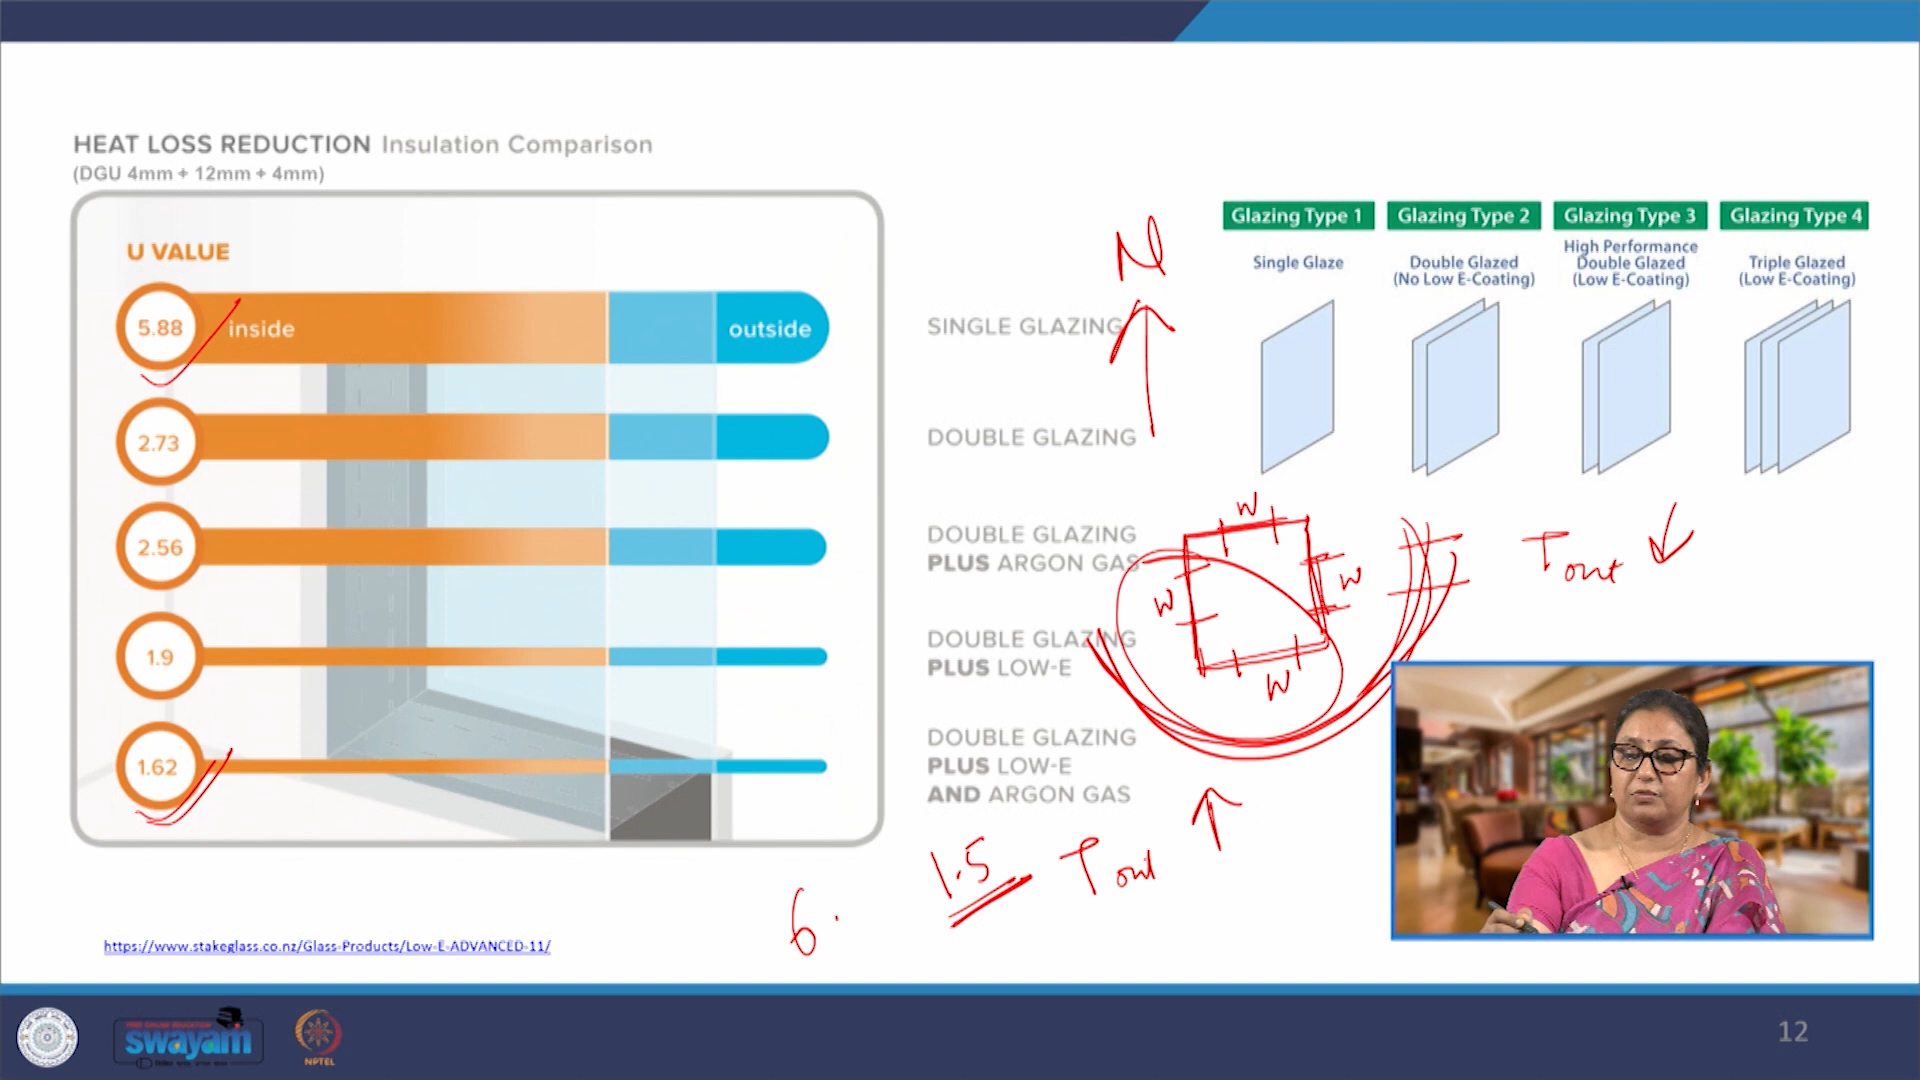 HEAT LOSS REDUCTION Insulation Comparison
(DGU 4mm + 12mm + 4mm)
U VALUE
5.88 inside outside
2.73
2.56
1.9
1.62
SINGLE GLAZING
DOUBLE GLAZING
DOUBLE GLAZING
PLUS ARGON GAS
DOUBLE GLAZING
PLUS LOW-E
DOUBLE GLAZING
PLUS LOW-E
AND ARGON GAS
N
Glazing Type 1
Single Glaze
Glazing Type 2
Double Glazed
(No Low E-Coating)
Glazing Type 3
High Performance
Double Glazed
(Low E-Coating)
Glazing Type 4
Triple Glazed
(Low E-Coating)
W
W
W
W
Tout
6.
1.5
Tout
https://www.stakeglass.co.nz/Glass-Products/Low-E-ADVANCED-11/
swayam
NPTEL
12